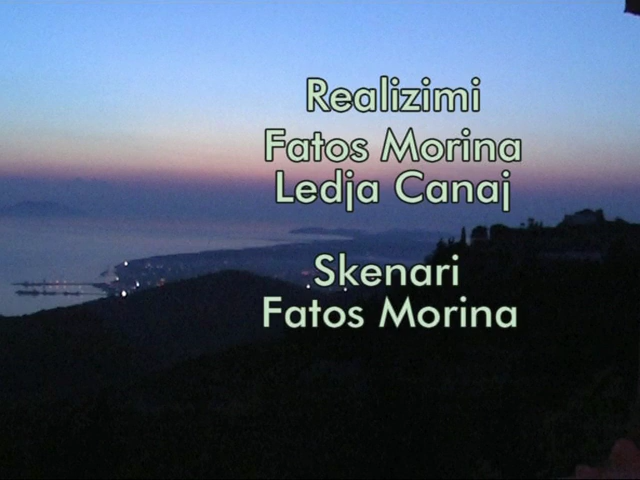 Realizimi
Fatos Morina
Ledja Canaj
Skenari
Fatos Morina